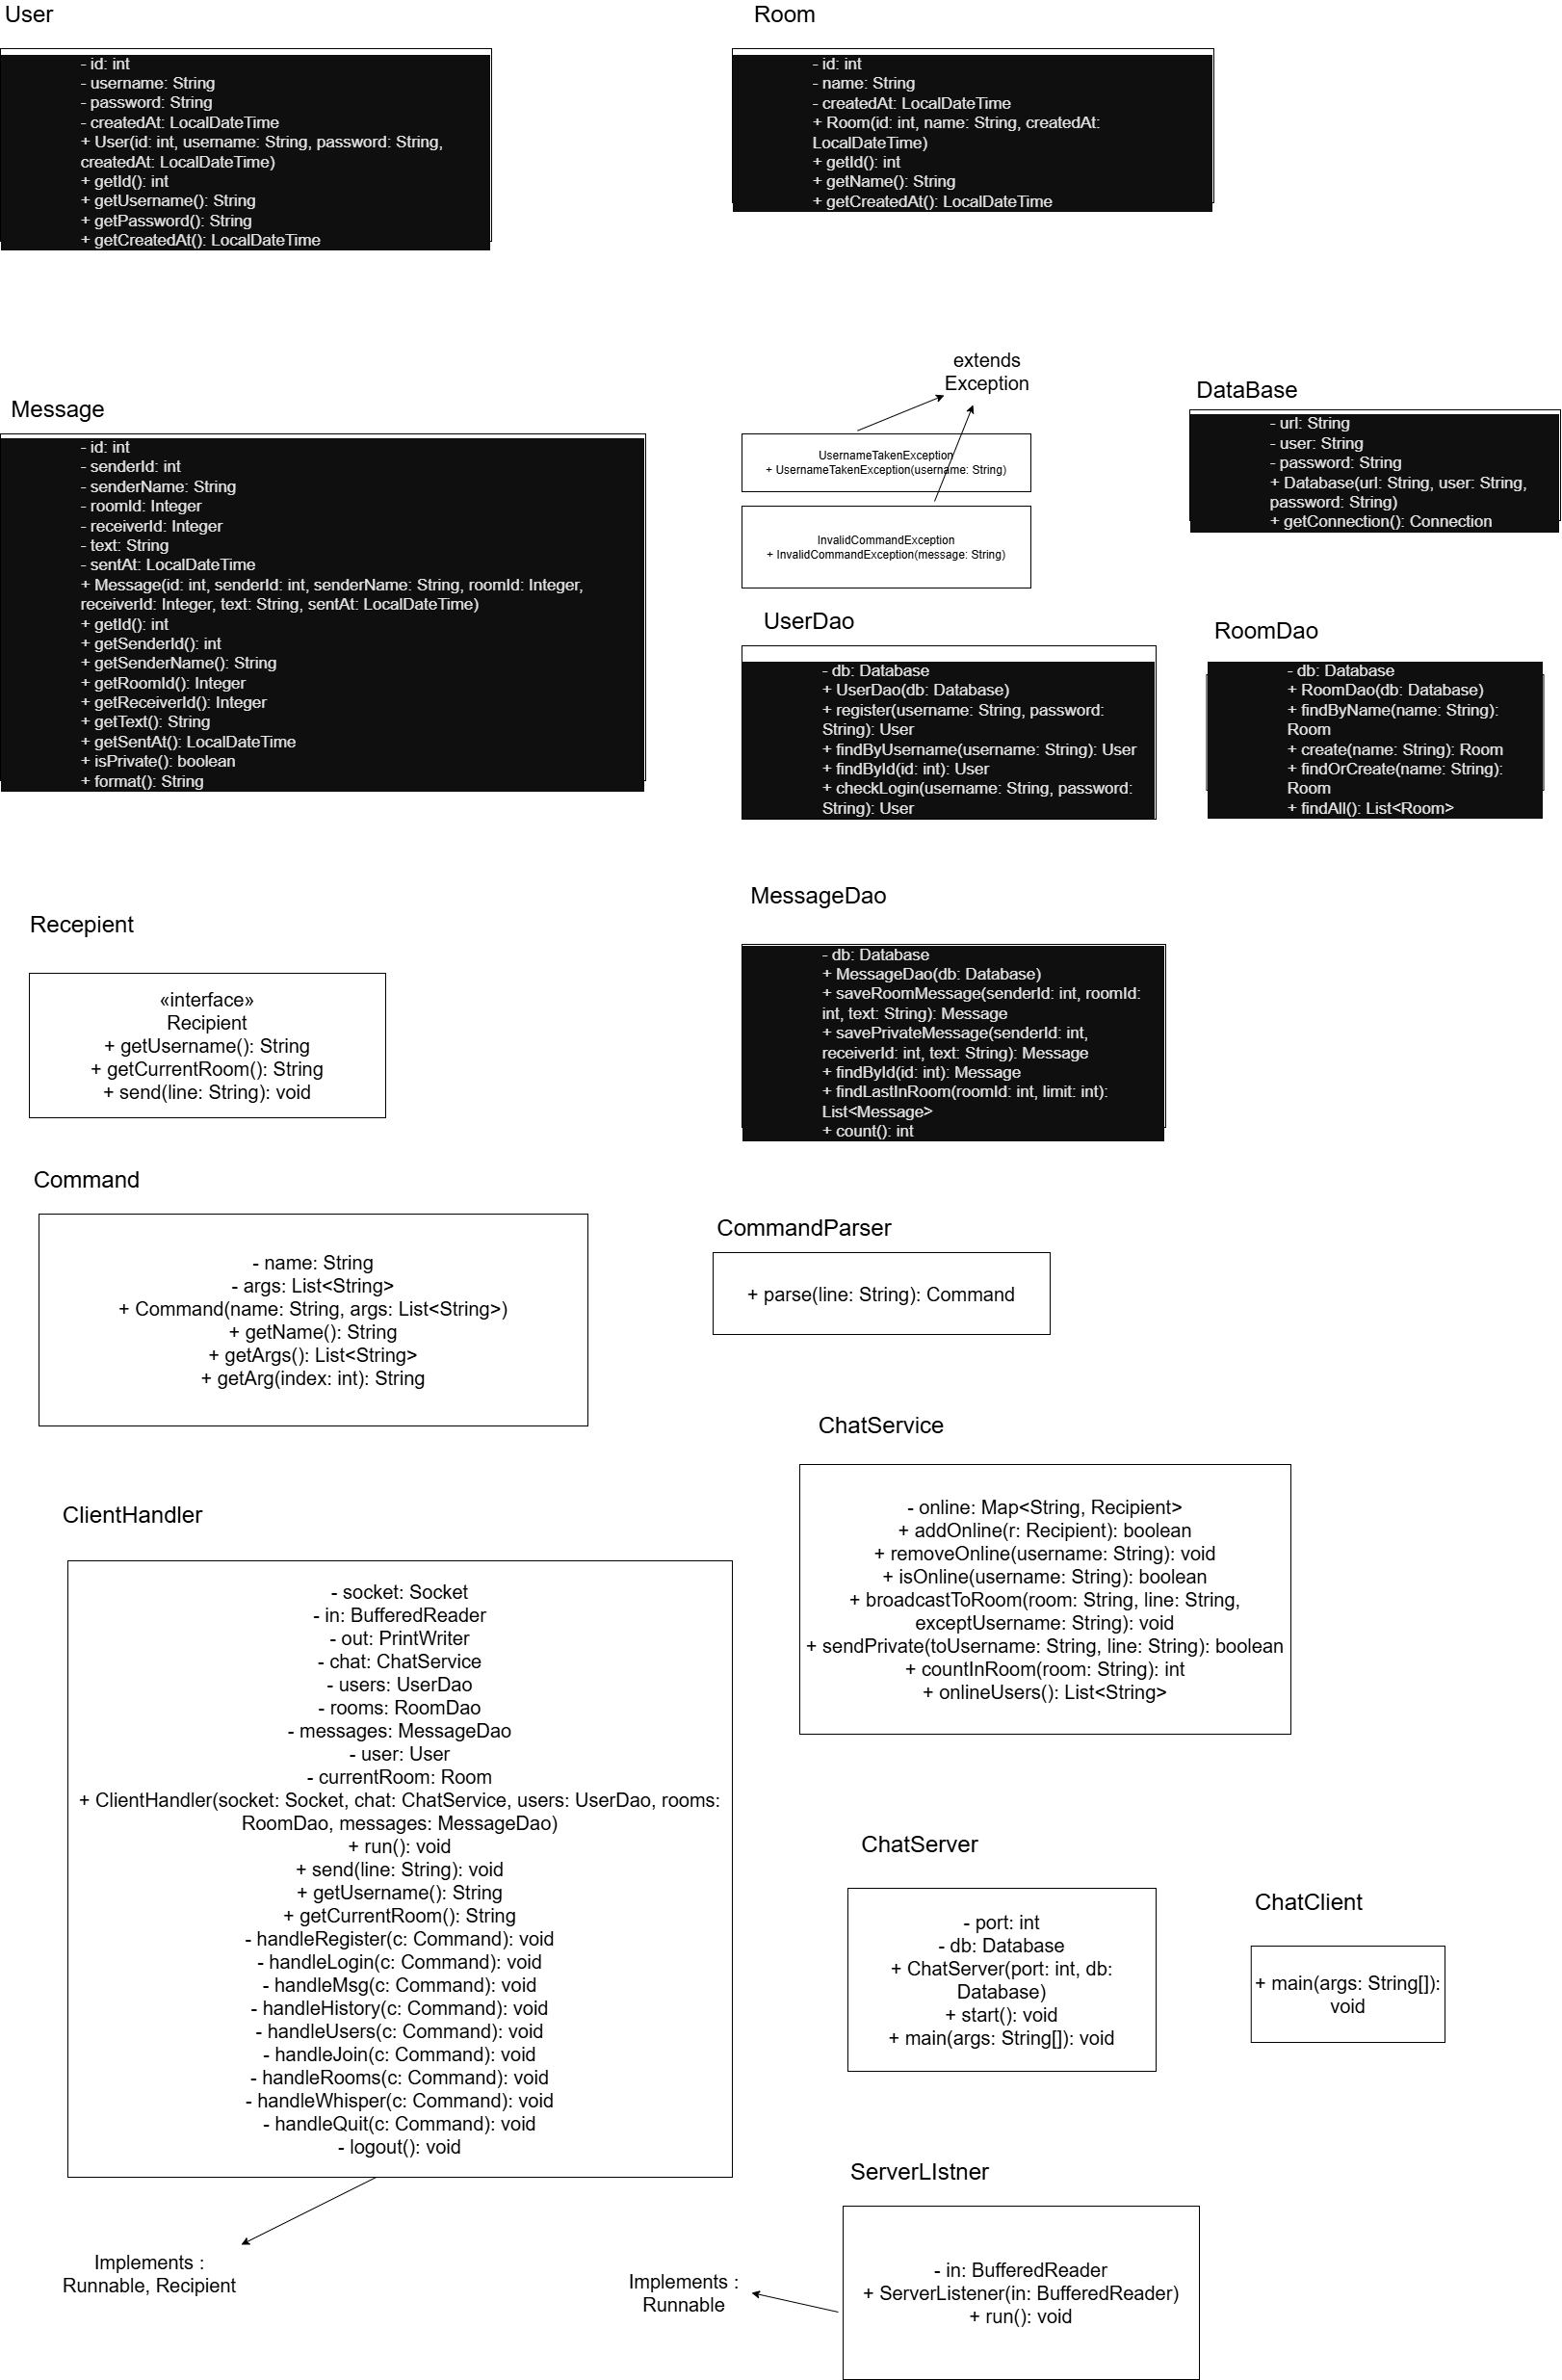 User
- id: int
- username: String
- password: String
- createdAt: LocalDateTime
+ User(id: int, username: String, password: String,
createdAt: LocalDateTime)
+ getId(): int
+ getUsername(): String
+ getPassword(): String
+ getCreatedAt(): LocalDateTime
Room
- id: int
- name: String
- createdAt: LocalDateTime
+ Room(id: int, name: String, createdAt:
LocalDateTime)
+ getId(): int
+ getName(): String
+ getCreatedAt(): LocalDateTime
Message
- id: int
- senderId: int
- senderName: String
- roomId: Integer
- receiverId: Integer
- text: String
- sentAt: LocalDateTime
+ Message(id: int, senderId: int, senderName: String, roomId: Integer,
receiverId: Integer, text: String, sentAt: LocalDateTime)
+ getId(): int
+ getSenderId(): int
+ getSenderName(): String
+ getRoomId(): Integer
+ getReceiverId(): Integer
+ getText(): String
+ getSentAt(): LocalDateTime
+ isPrivate(): boolean
+ format(): String
extends
Exception
UsernameTakenException
+ UsernameTakenException(username: String)
InvalidCommandException
+ InvalidCommandException(message: String)
DataBase
- url: String
- user: String
- password: String
+ Database(url: String, user: String,
password: String)
+ getConnection(): Connection
UserDao
- db: Database
+ UserDao(db: Database)
+ register(username: String, password:
String): User
+ findByUsername(username: String): User
+ findById(id: int): User
+ checkLogin(username: String, password:
String): User
RoomDao
- db: Database
+ RoomDao(db: Database)
+ findByName(name: String):
Room
+ create(name: String): Room
+ findOrCreate(name: String):
Room
+ findAll(): List<Room>
MessageDao
- db: Database
+ MessageDao(db: Database)
+ saveRoomMessage(senderId: int, roomId:
int, text: String): Message
+ savePrivateMessage(senderId: int,
receiverId: int, text: String): Message
+ findById(id: int): Message
+ findLastInRoom(roomId: int, limit: int):
List<Message>
+ count(): int
Recepient
«interface»
Recipient
+ getUsername(): String
+ getCurrentRoom(): String
+ send(line: String): void
Command
- name: String
- args: List<String>
+ Command(name: String, args: List<String>)
+ getName(): String
+ getArgs(): List<String>
+ getArg(index: int): String
CommandParser
+ parse(line: String): Command
ChatService
- online: Map<String, Recipient>
+ addOnline(r: Recipient): boolean
+ removeOnline(username: String): void
+ isOnline(username: String): boolean
+ broadcastToRoom(room: String, line: String,
exceptUsername: String): void
+ sendPrivate(toUsername: String, line: String): boolean
+ countInRoom(room: String): int
+ onlineUsers(): List<String>
ClientHandler
- socket: Socket
- in: BufferedReader
- out: PrintWriter
- chat: ChatService
- users: UserDao
- rooms: RoomDao
- messages: MessageDao
- user: User
- currentRoom: Room
+ ClientHandler(socket: Socket, chat: ChatService, users: UserDao, rooms:
RoomDao, messages: MessageDao)
+ run(): void
+ send(line: String): void
+ getUsername(): String
+ getCurrentRoom(): String
- handleRegister(c: Command): void
- handleLogin(c: Command): void
- handleMsg(c: Command): void
- handleHistory(c: Command): void
- handleUsers(c: Command): void
- handleJoin(c: Command): void
- handleRooms(c: Command): void
- handleWhisper(c: Command): void
- handleQuit(c: Command): void
- logout(): void
Implements :
Runnable, Recipient
ChatServer
- port: int
- db: Database
+ ChatServer(port: int, db:
Database)
+ start(): void
+ main(args: String[]): void
ChatClient
+ main(args: String[]):
void
ServerLIstner
- in: BufferedReader
+ ServerListener(in: BufferedReader)
+ run(): void
Implements :
Runnable